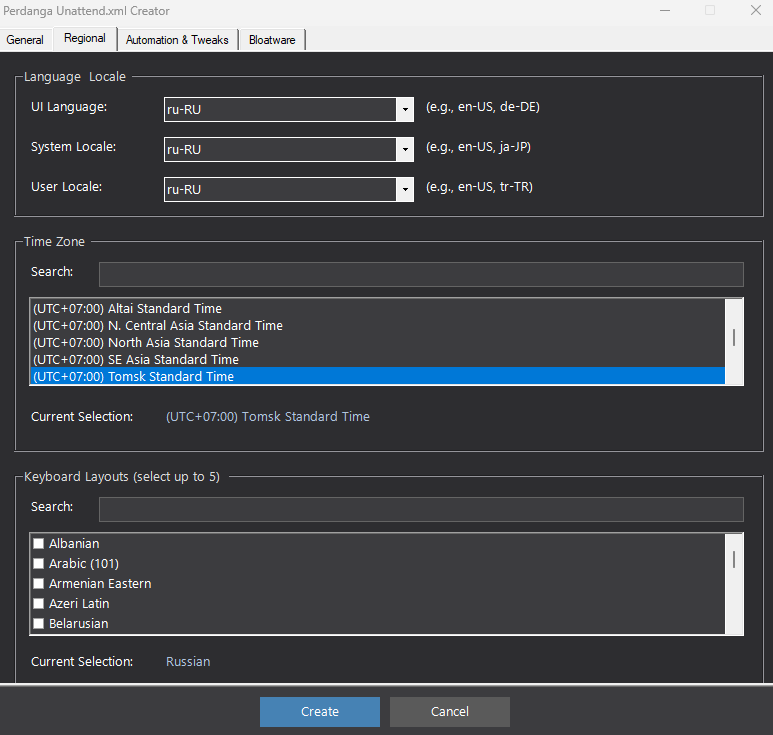 Perdanga Unattend.xml Creator
General Regional Automation & Tweaks Bloatware
Language Locale
UI Language: ru-RU (e.g., en-US, de-DE)
System Locale: ru-RU (e.g., en-US, ja-JP)
User Locale: ru-RU (e.g., en-US, tr-TR)
Time Zone
Search:
(UTC+07:00) Altai Standard Time
(UTC+07:00) N. Central Asia Standard Time
(UTC+07:00) North Asia Standard Time
(UTC+07:00) SE Asia Standard Time
(UTC+07:00) Tomsk Standard Time
Current Selection: (UTC+07:00) Tomsk Standard Time
Keyboard Layouts (select up to 5)
Search:
Albanian
Arabic (101)
Armenian Eastern
Azeri Latin
Belarusian
Current Selection: Russian
Create Cancel